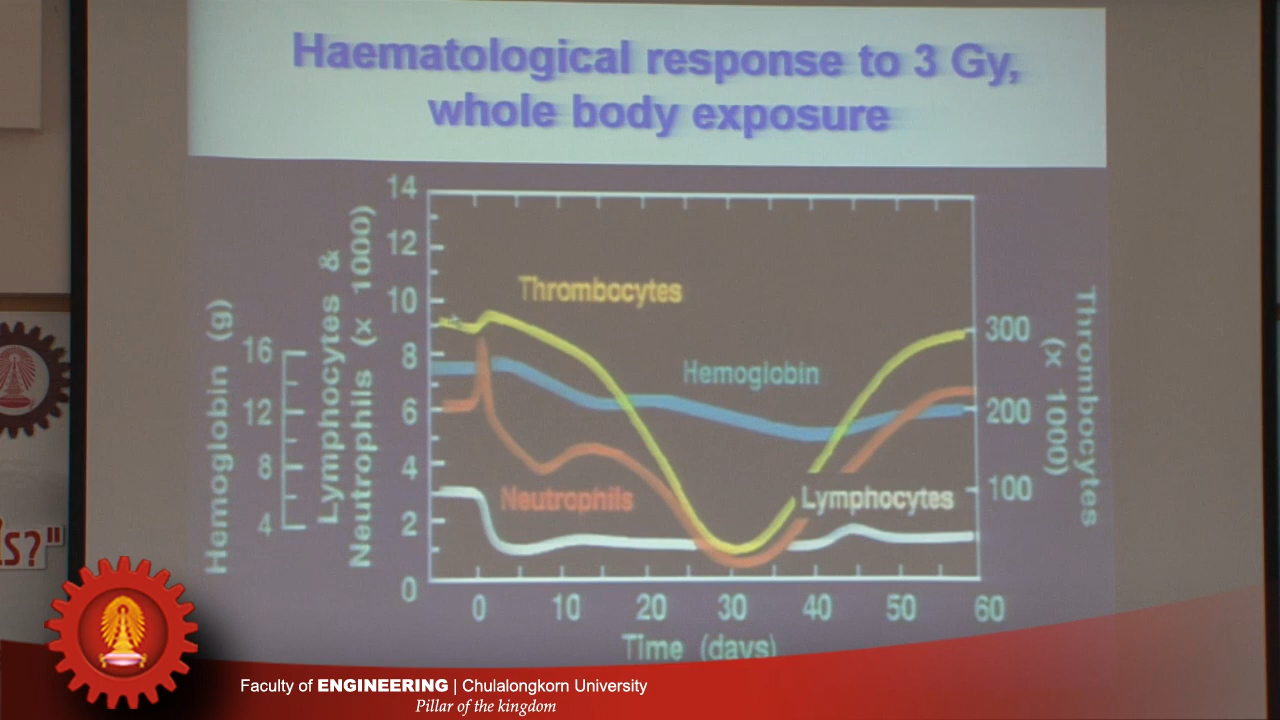 Haematological response to 3 Gy,
whole body exposure
Hemoglobin (g)
16
12
8
4
Lymphocytes &
Neutrophils (x 1000)
14
12
10
8
6
4
2
0
Thrombocytes
Hemoglobin
Neutrophils
Lymphocytes
300
200
100
Thrombocytes
(x 1000)
0 10 20 30 40 50 60
Time (days)
s?"
Faculty of ENGINEERING | Chulalongkorn University
Pillar of the kingdom